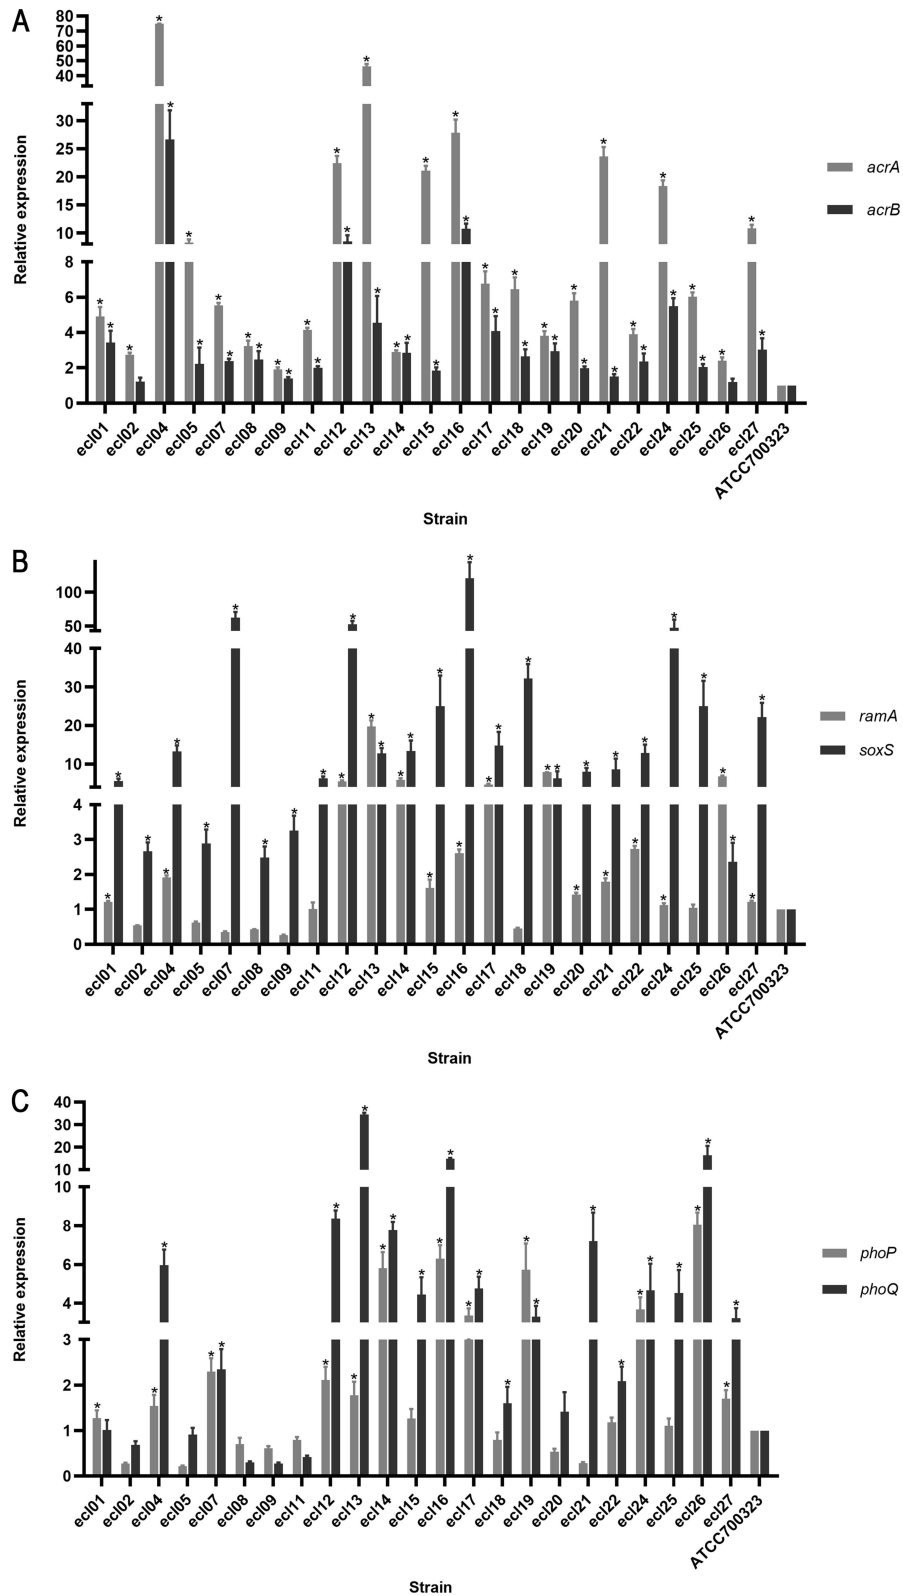 A
80
70
60
50
40
30
25
20
15
10
8
6
4
2
0
Relative expression
* * * * * * * * * * * * * * * * * * * * * * * * * * * * * * * * * * * * * * * * * * * *
acrA
acrB
ecl01 ecl02 ecl04 ecl05 ecl07 ecl08 ecl09 ecl11 ecl12 ecl13 ecl14 ecl15 ecl16 ecl17 ecl18 ecl19 ecl20 ecl21 ecl22 ecl24 ecl25 ecl26 ecl27 ATCC700323
Strain
B
100
50
40
30
20
10
4
3
2
1
0
Relative expression
* * * * * * * * * * * * * * * * * * * * * * * * * * * * * * * * * * * * * *
ramA
soxS
ecl01 ecl02 ecl04 ecl05 ecl07 ecl08 ecl09 ecl11 ecl12 ecl13 ecl14 ecl15 ecl16 ecl17 ecl18 ecl19 ecl20 ecl21 ecl22 ecl24 ecl25 ecl26 ecl27 ATCC700323
Strain
C
40
30
20
10
10
8
6
4
3
2
1
0
Relative expression
* * * * * * * * * * * * * * * * * * * * * * * * * * * *
phoP
phoQ
ecl01 ecl02 ecl04 ecl05 ecl07 ecl08 ecl09 ecl11 ecl12 ecl13 ecl14 ecl15 ecl16 ecl17 ecl18 ecl19 ecl20 ecl21 ecl22 ecl24 ecl25 ecl26 ecl27 ATCC700323
Strain